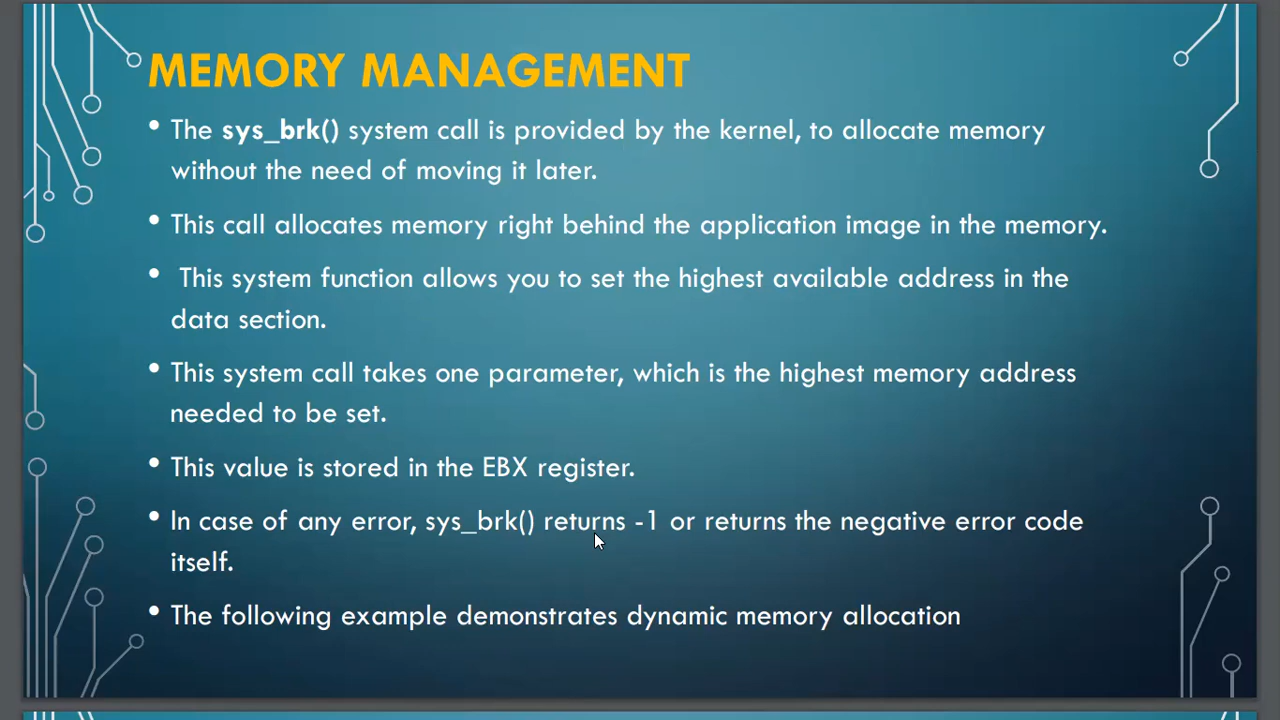 MEMORY MANAGEMENT
• The sys_brk() system call is provided by the kernel, to allocate memory
without the need of moving it later.
• This call allocates memory right behind the application image in the memory.
• This system function allows you to set the highest available address in the
data section.
• This system call takes one parameter, which is the highest memory address
needed to be set.
• This value is stored in the EBX register.
• In case of any error, sys_brk() returns -1 or returns the negative error code
itself.
• The following example demonstrates dynamic memory allocation